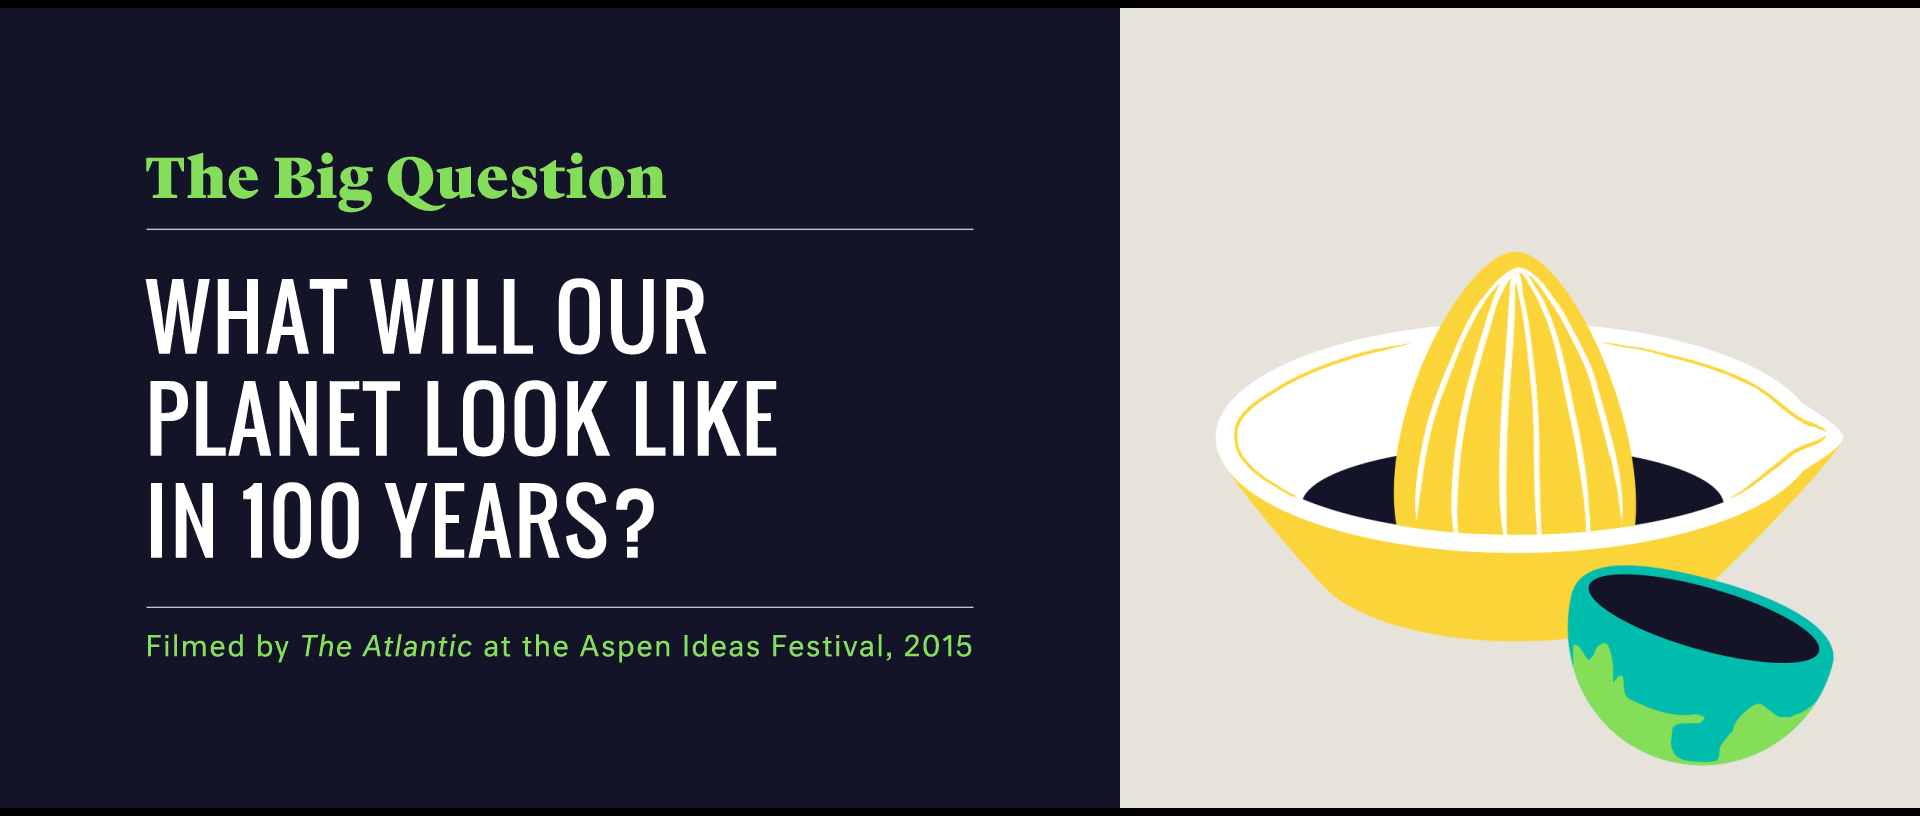 The Big Question
WHAT WILL OUR
PLANET LOOK LIKE
IN 100 YEARS?
Filmed by The Atlantic at the Aspen Ideas Festival, 2015